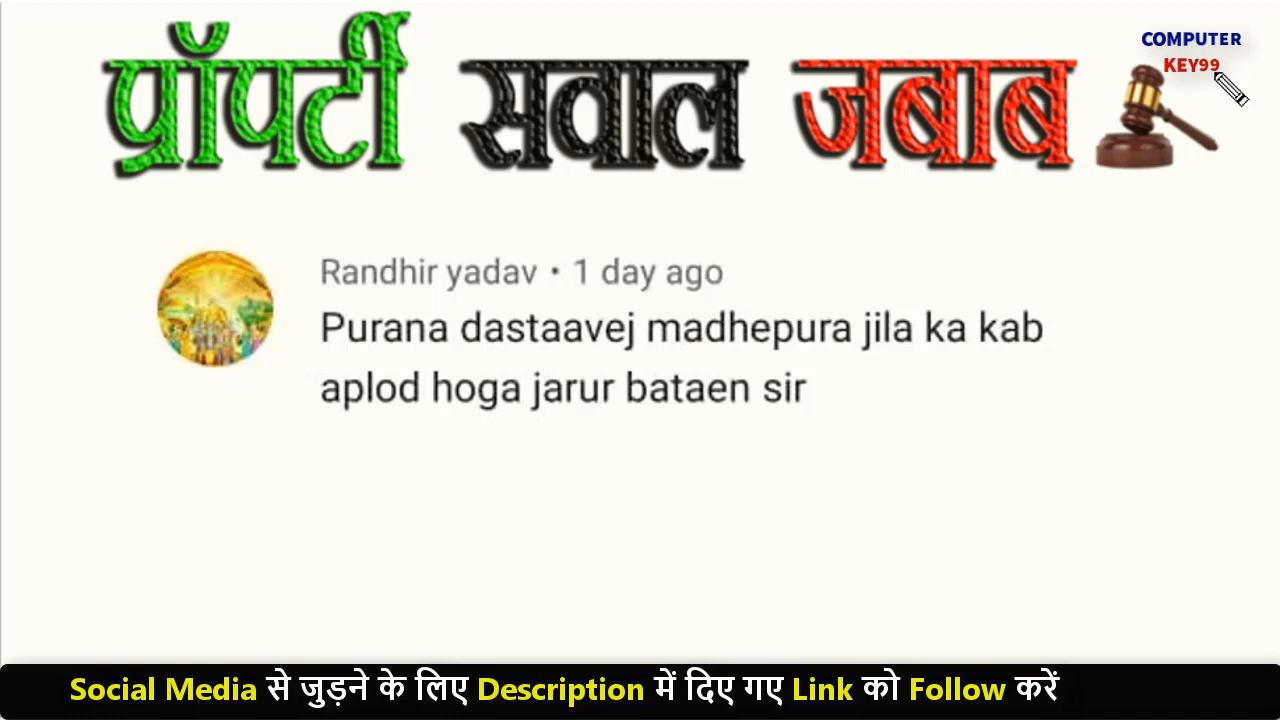 प्रॉपर्टी सवाल जबाब
COMPUTER
KEY99
Randhir yadav • 1 day ago
Purana dastaavej madhepura jila ka kab
aplod hoga jarur bataen sir
Social Media से जुड़ने के लिए Description में दिए गए Link को Follow करें